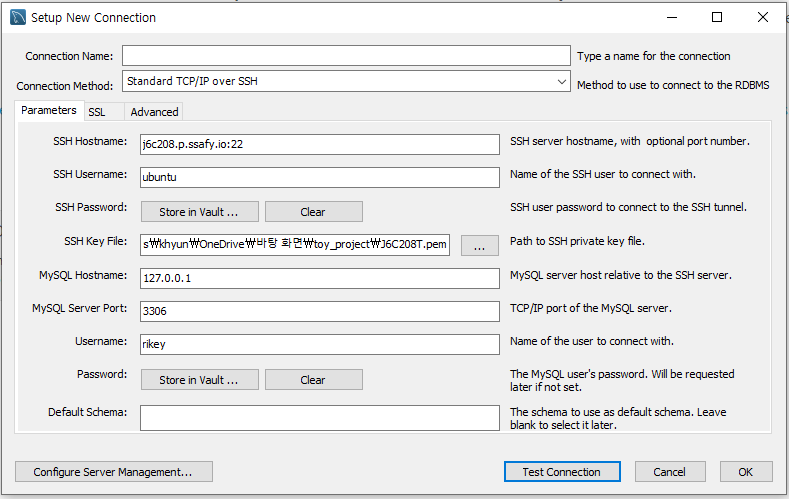 Setup New Connection
Connection Name: Type a name for the connection
Connection Method: Standard TCP/IP over SSH Method to use to connect to the RDBMS
Parameters SSL Advanced
SSH Hostname: j6c208.p.ssafy.io:22 SSH server hostname, with optional port number.
SSH Username: ubuntu Name of the SSH user to connect with.
SSH Password: Store in Vault ... Clear SSH user password to connect to the SSH tunnel.
SSH Key File: s₩khyun₩OneDrive₩바탕 화면₩toy_project₩J6C208T.pem ... Path to SSH private key file.
MySQL Hostname: 127.0.0.1 MySQL server host relative to the SSH server.
MySQL Server Port: 3306 TCP/IP port of the MySQL server.
Username: rikey Name of the user to connect with.
Password: Store in Vault ... Clear The MySQL user's password. Will be requested
later if not set.
Default Schema: The schema to use as default schema. Leave
blank to select it later.
Configure Server Management... Test Connection Cancel OK